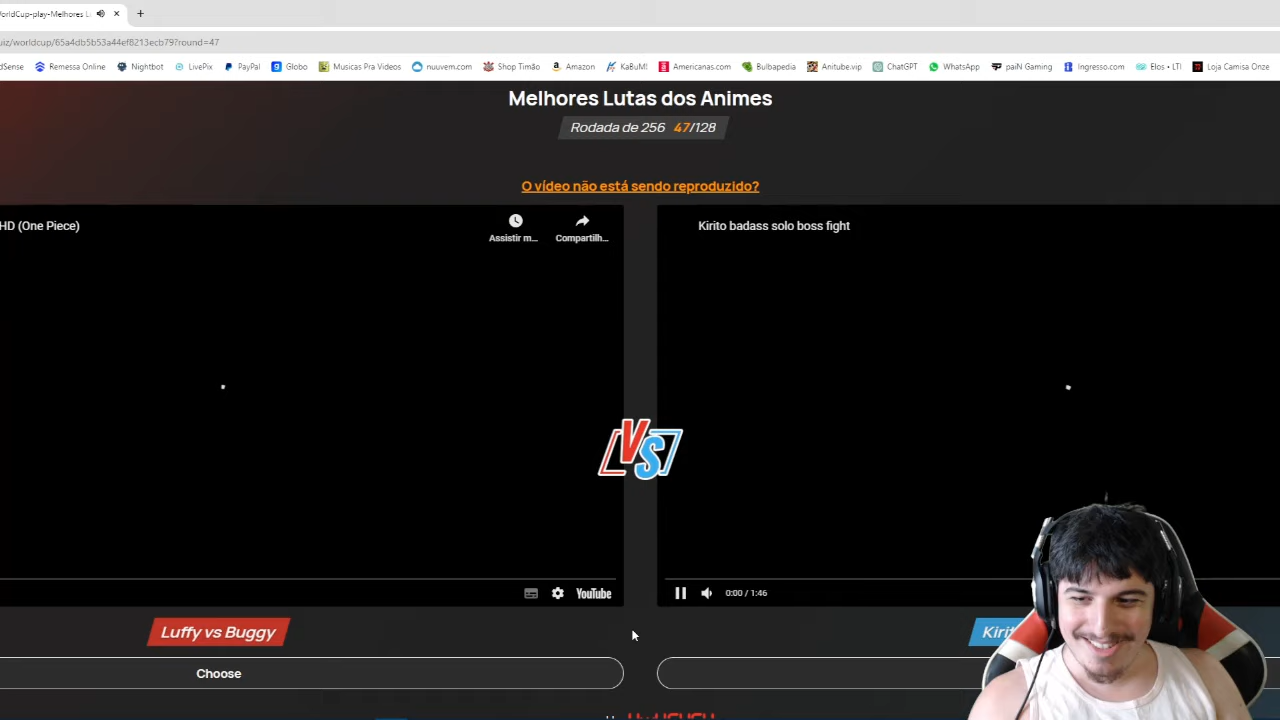 WorldCup-play-Melhores L
uiz/worldcup/65a4db5b53a44ef8213ecb79?round=47
dSense Remessa Online Nightbot LivePix PayPal Globo Musicas Pra Videos nuuvem.com Shop Timão Amazon KaBuM! Americanas.com Bulbapedia Anitube.vip ChatGPT WhatsApp paiN Gaming Ingresso.com Elos • LTI Loja Camisa Onze
Melhores Lutas dos Animes
Rodada de 256 47/128
O vídeo não está sendo reproduzido?
HD (One Piece)
Assistir m...
Compartilh...
Kirito badass solo boss fight
VS
YouTube
0:00 / 1:46
Luffy vs Buggy
Kirit
Choose